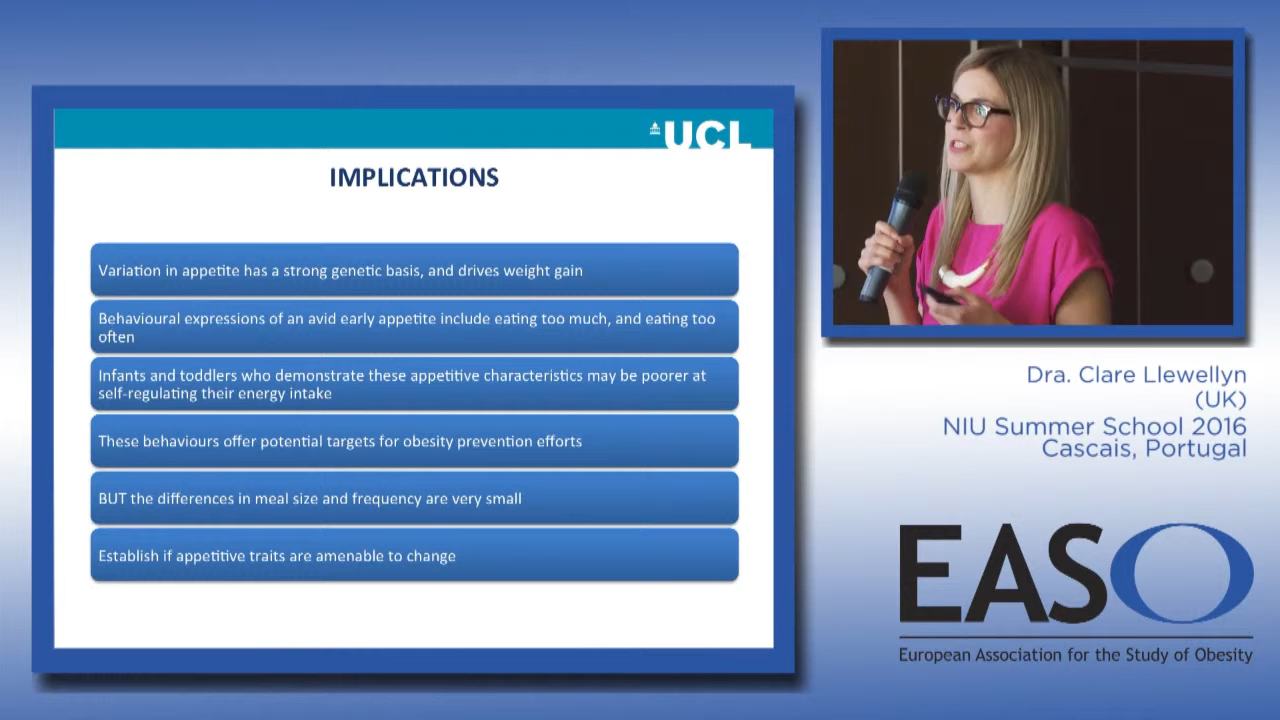 UCL
IMPLICATIONS
Variation in appetite has a strong genetic basis, and drives weight gain
Behavioural expressions of an avid early appetite include eating too much, and eating too
often
Infants and toddlers who demonstrate these appetitive characteristics may be poorer at
self-regulating their energy intake
These behaviours offer potential targets for obesity prevention efforts
BUT the differences in meal size and frequency are very small
Establish if appetitive traits are amenable to change
Dra. Clare Llewellyn
(UK)
NIU Summer School 2016
Cascais, Portugal
EASO
European Association for the Study of Obesity